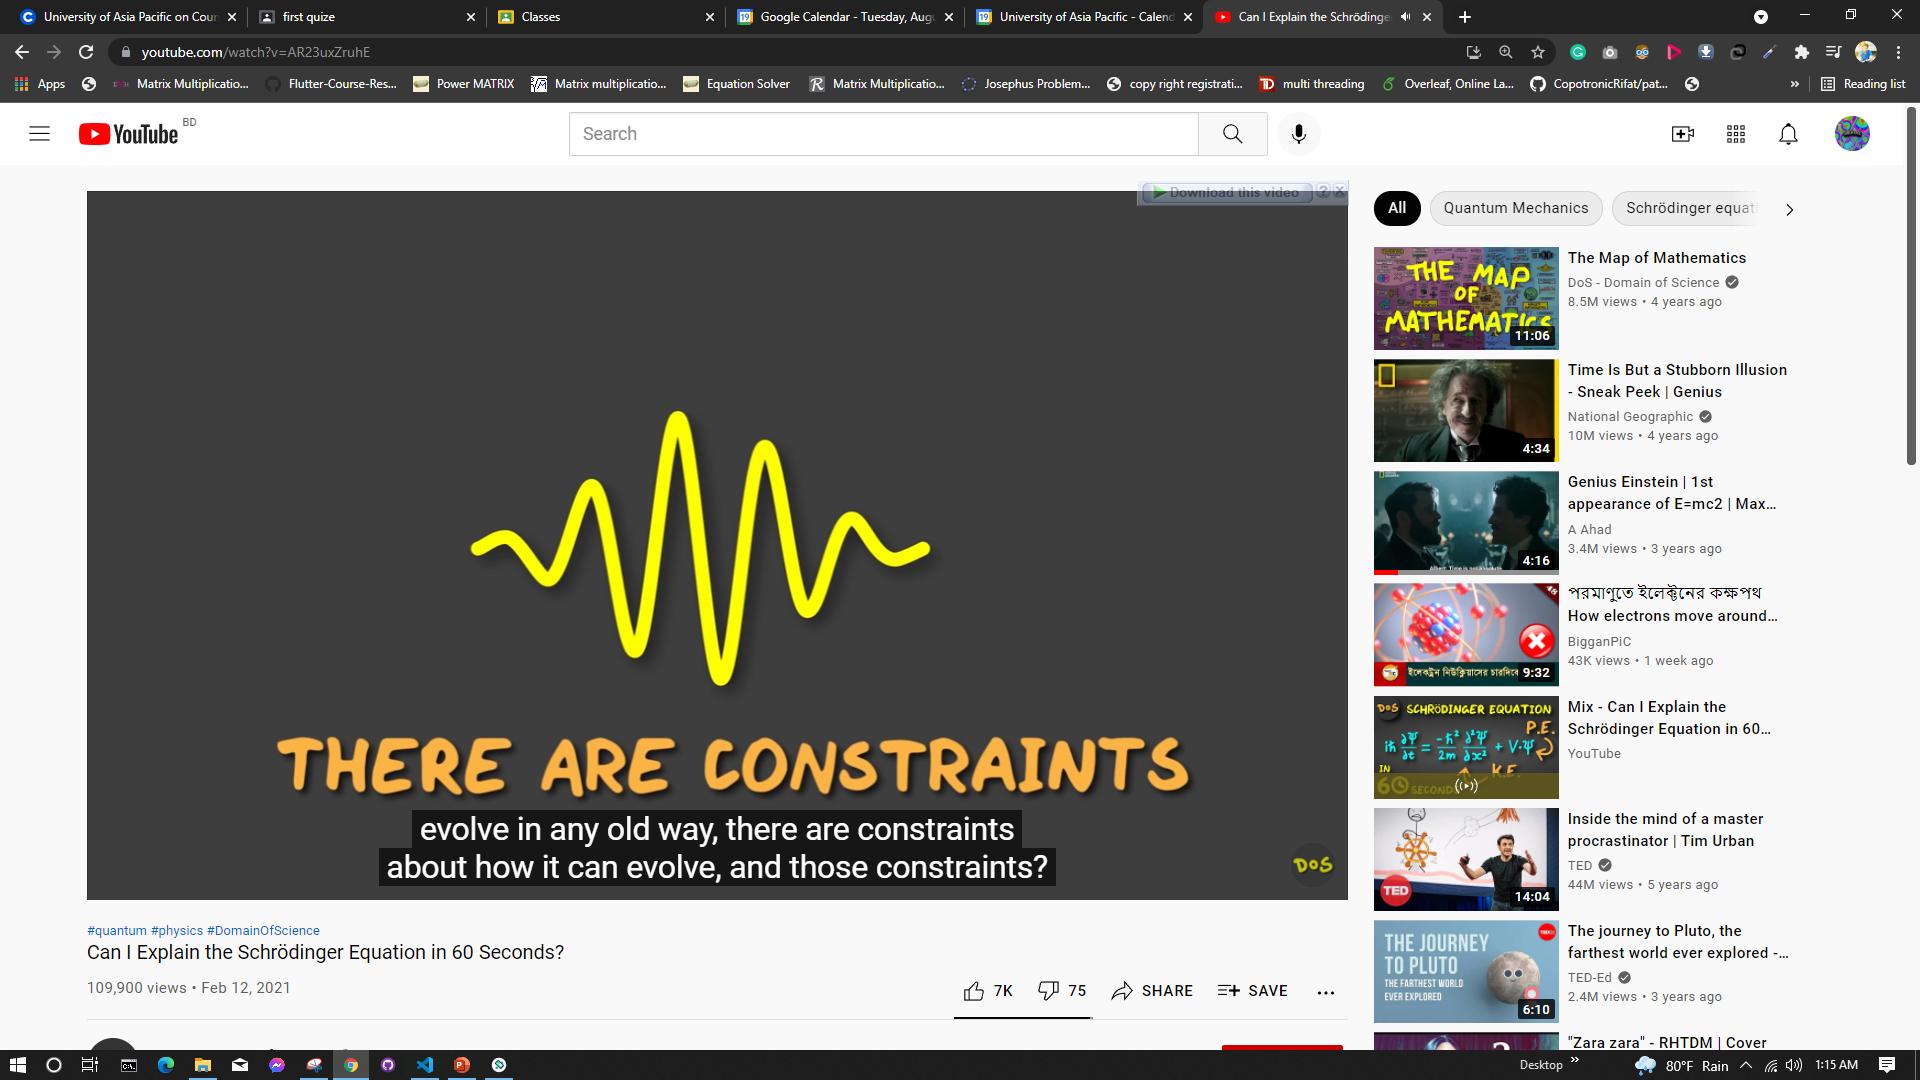 University of Asia Pacific on Cour
first quize
Classes
Google Calendar - Tuesday, Aug
University of Asia Pacific - Calend
Can I Explain the Schrödinge
youtube.com/watch?v=AR23uxZruhE
Apps
Matrix Multiplicatio...
Flutter-Course-Res...
Power MATRIX
Matrix multiplicatio...
Equation Solver
Matrix Multiplicatio...
Josephus Problem...
copy right registrati...
multi threading
Overleaf, Online La...
CopotronicRifat/pat...
Reading list
YouTube BD
Search
Download this video
All
Quantum Mechanics
Schrödinger equati
THERE ARE CONSTRAINTS
evolve in any old way, there are constraints
about how it can evolve, and those constraints?
DoS
#quantum #physics #DomainOfScience
Can I Explain the Schrödinger Equation in 60 Seconds?
109,900 views • Feb 12, 2021
7K
75
SHARE
SAVE
THE MAP
OF
MATHEMATICS
11:06
The Map of Mathematics
DoS - Domain of Science
8.5M views • 4 years ago
4:34
Time Is But a Stubborn Illusion
- Sneak Peek | Genius
National Geographic
10M views • 4 years ago
4:16
Genius Einstein | 1st
appearance of E=mc2 | Max...
A Ahad
3.4M views • 3 years ago
9:32
পরমাণুতে ইলেক্ট্রনের কক্ষপথ
How electrons move around...
BigganPiC
43K views • 1 week ago
DoS SCHRÖDINGER EQUATION
P.E.
iħ ∂Ψ/∂t = -ħ²/2m ∂²Ψ/∂x² + V·Ψ
IN
K.E.
60 SECONDS
Mix - Can I Explain the
Schrödinger Equation in 60...
YouTube
TED
14:04
Inside the mind of a master
procrastinator | Tim Urban
TED
44M views • 5 years ago
THE JOURNEY
TO PLUTO
THE FARTHEST WORLD
EVER EXPLORED
6:10
The journey to Pluto, the
farthest world ever explored -...
TED-Ed
2.4M views • 3 years ago
"Zara zara" - RHTDM | Cover
Desktop
80°F Rain
1:15 AM